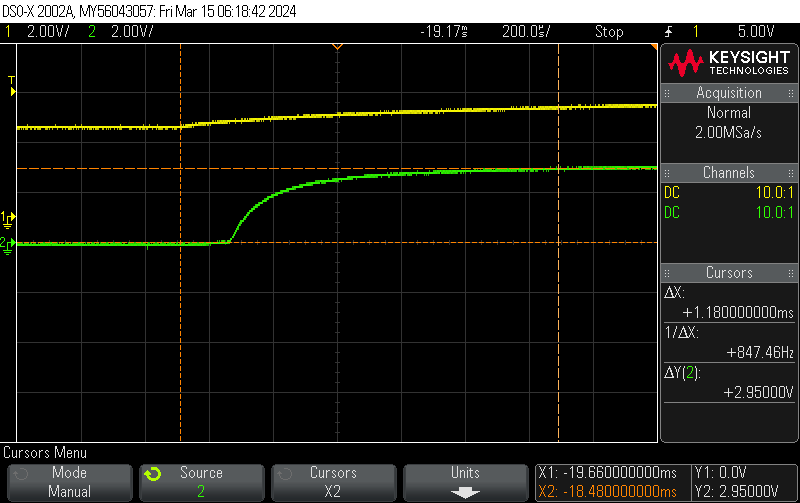 DSO-X 2002A, MY56043057: Fri Mar 15 06:18:42 2024
1 2.00V/ 2 2.00V/ -19.17ms 200.0us/ Stop 1 5.00V
KEYSIGHT
TECHNOLOGIES
Acquisition
Normal
2.00MSa/s
Channels
DC 10.0:1
DC 10.0:1
Cursors
ΔX:
+1.180000000ms
1/ΔX:
+847.46Hz
ΔY(2):
+2.95000V
T
1
2
Cursors Menu
Mode
Manual
Source
2
Cursors
X2
Units
X1: -19.660000000ms
X2: -18.480000000ms
Y1: 0.0V
Y2: 2.95000V